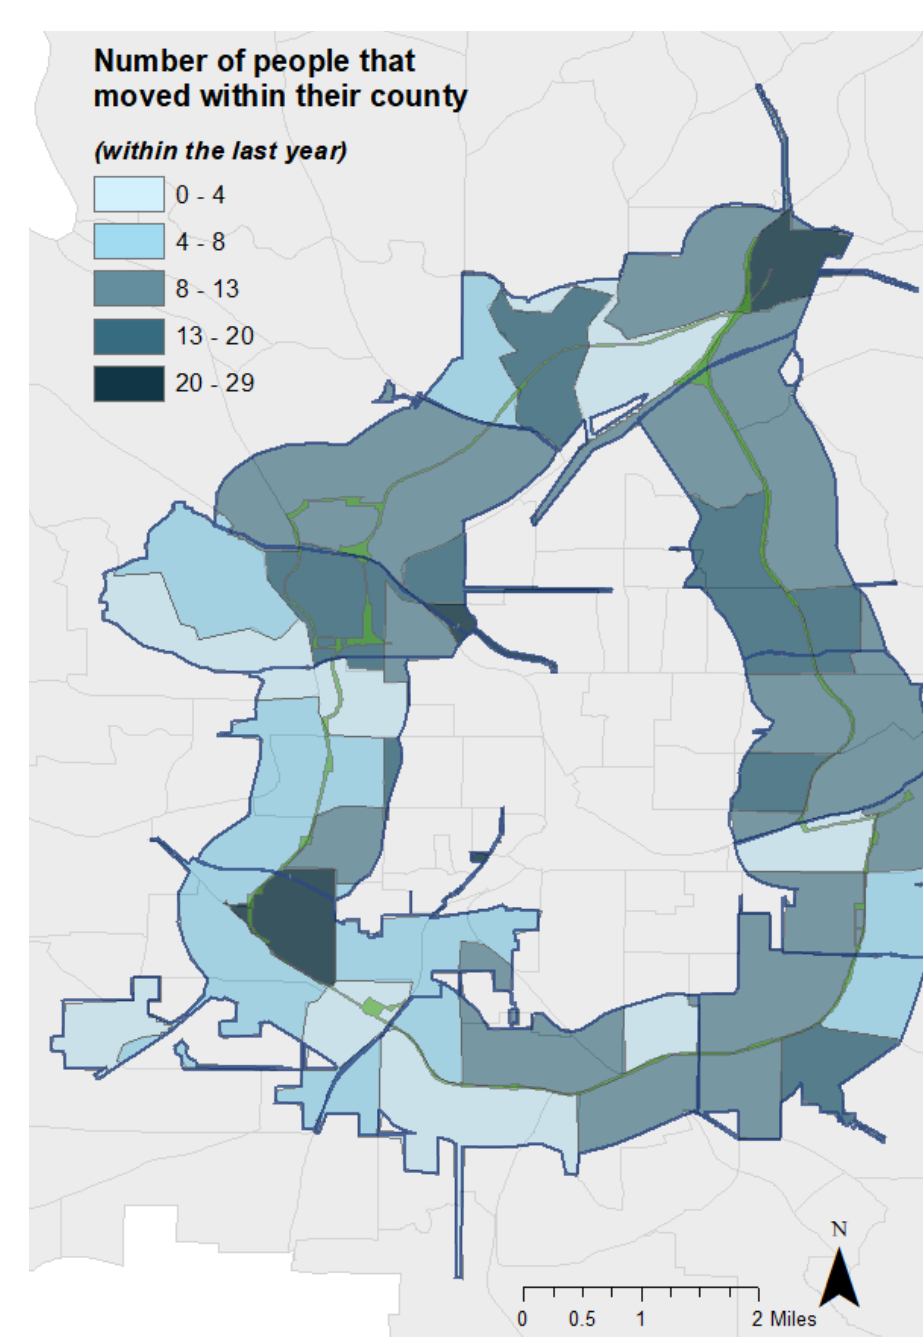 Number of people that
moved within their county
(within the last year)
0 - 4
4 - 8
8 - 13
13 - 20
20 - 29
N
0 0.5 1 2 Miles